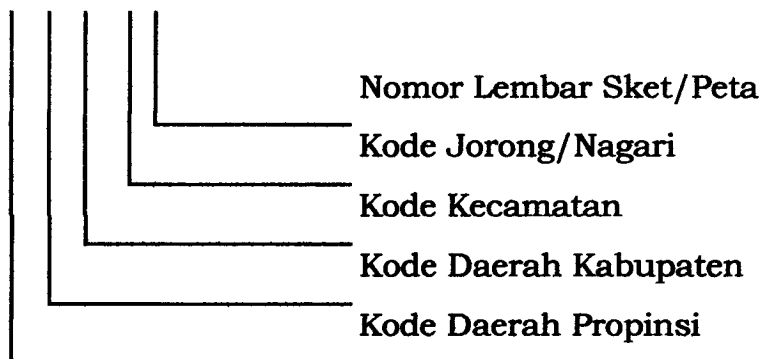 Nomor Lembar Sket/Peta
Kode Jorong/Nagari
Kode Kecamatan
Kode Daerah Kabupaten
Kode Daerah Propinsi